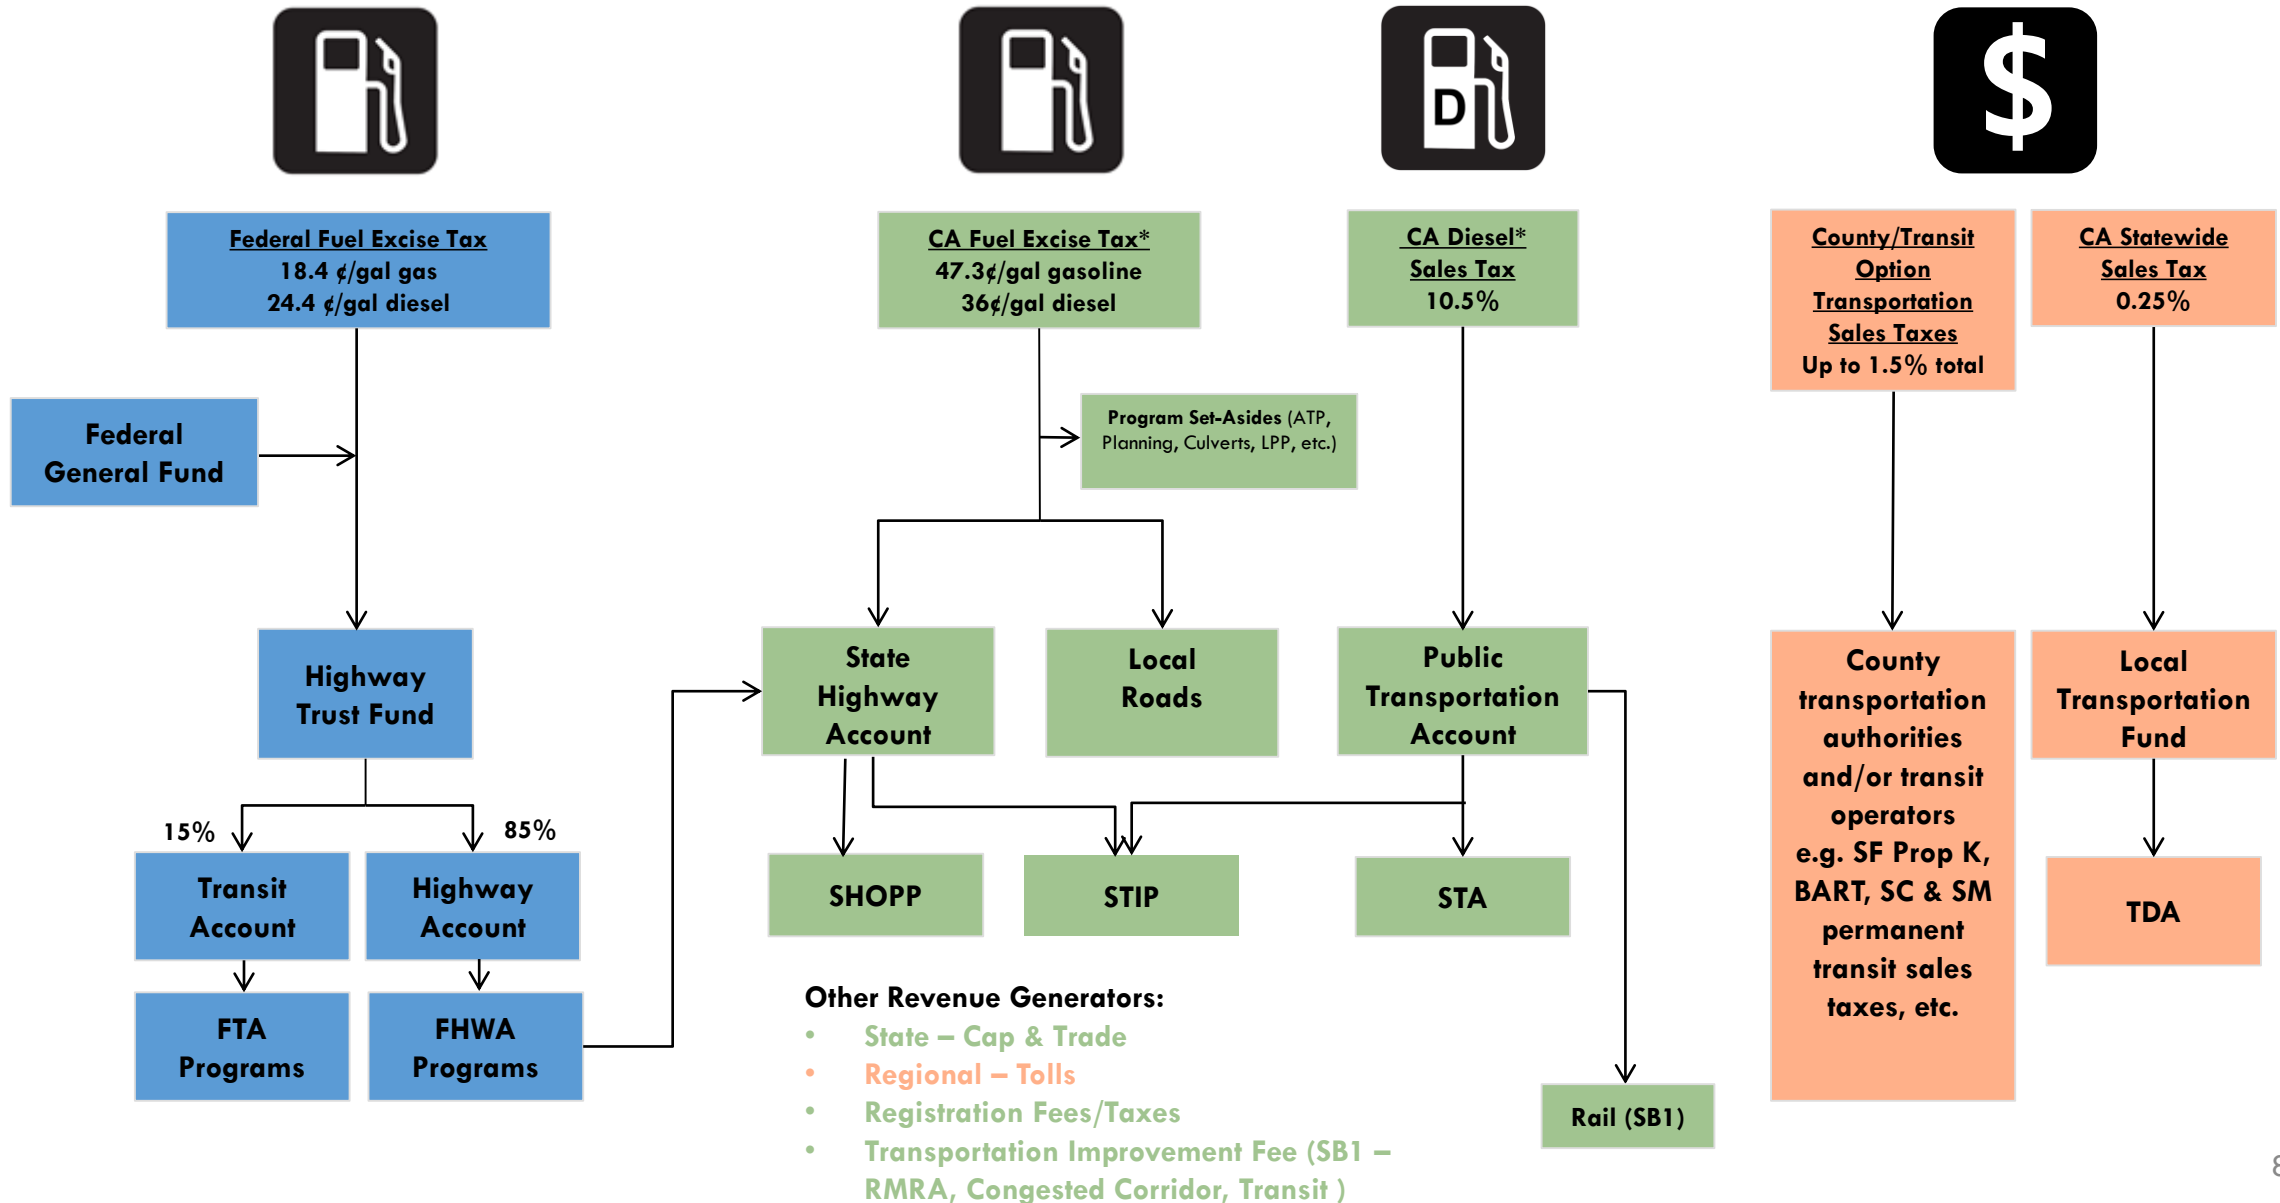 D
$
Federal Fuel Excise Tax
18.4 ¢/gal gas
24.4 ¢/gal diesel
CA Fuel Excise Tax*
47.3¢/gal gasoline
36¢/gal diesel
CA Diesel*
Sales Tax
10.5%
County/Transit
Option
Transportation
Sales Taxes
Up to 1.5% total
CA Statewide
Sales Tax
0.25%
Federal
General Fund
Program Set-Asides (ATP,
Planning, Culverts, LPP, etc.)
Highway
Trust Fund
State
Highway
Account
Local
Roads
Public
Transportation
Account
County
transportation
authorities
and/or transit
operators
e.g. SF Prop K,
BART, SC & SM
permanent
transit sales
taxes, etc.
Local
Transportation
Fund
15%
85%
Transit
Account
Highway
Account
SHOPP
STIP
STA
TDA
FTA
Programs
FHWA
Programs
Other Revenue Generators:
• State – Cap & Trade
• Regional – Tolls
• Registration Fees/Taxes
• Transportation Improvement Fee (SB1 –
RMRA, Congested Corridor, Transit )
Rail (SB1)
8